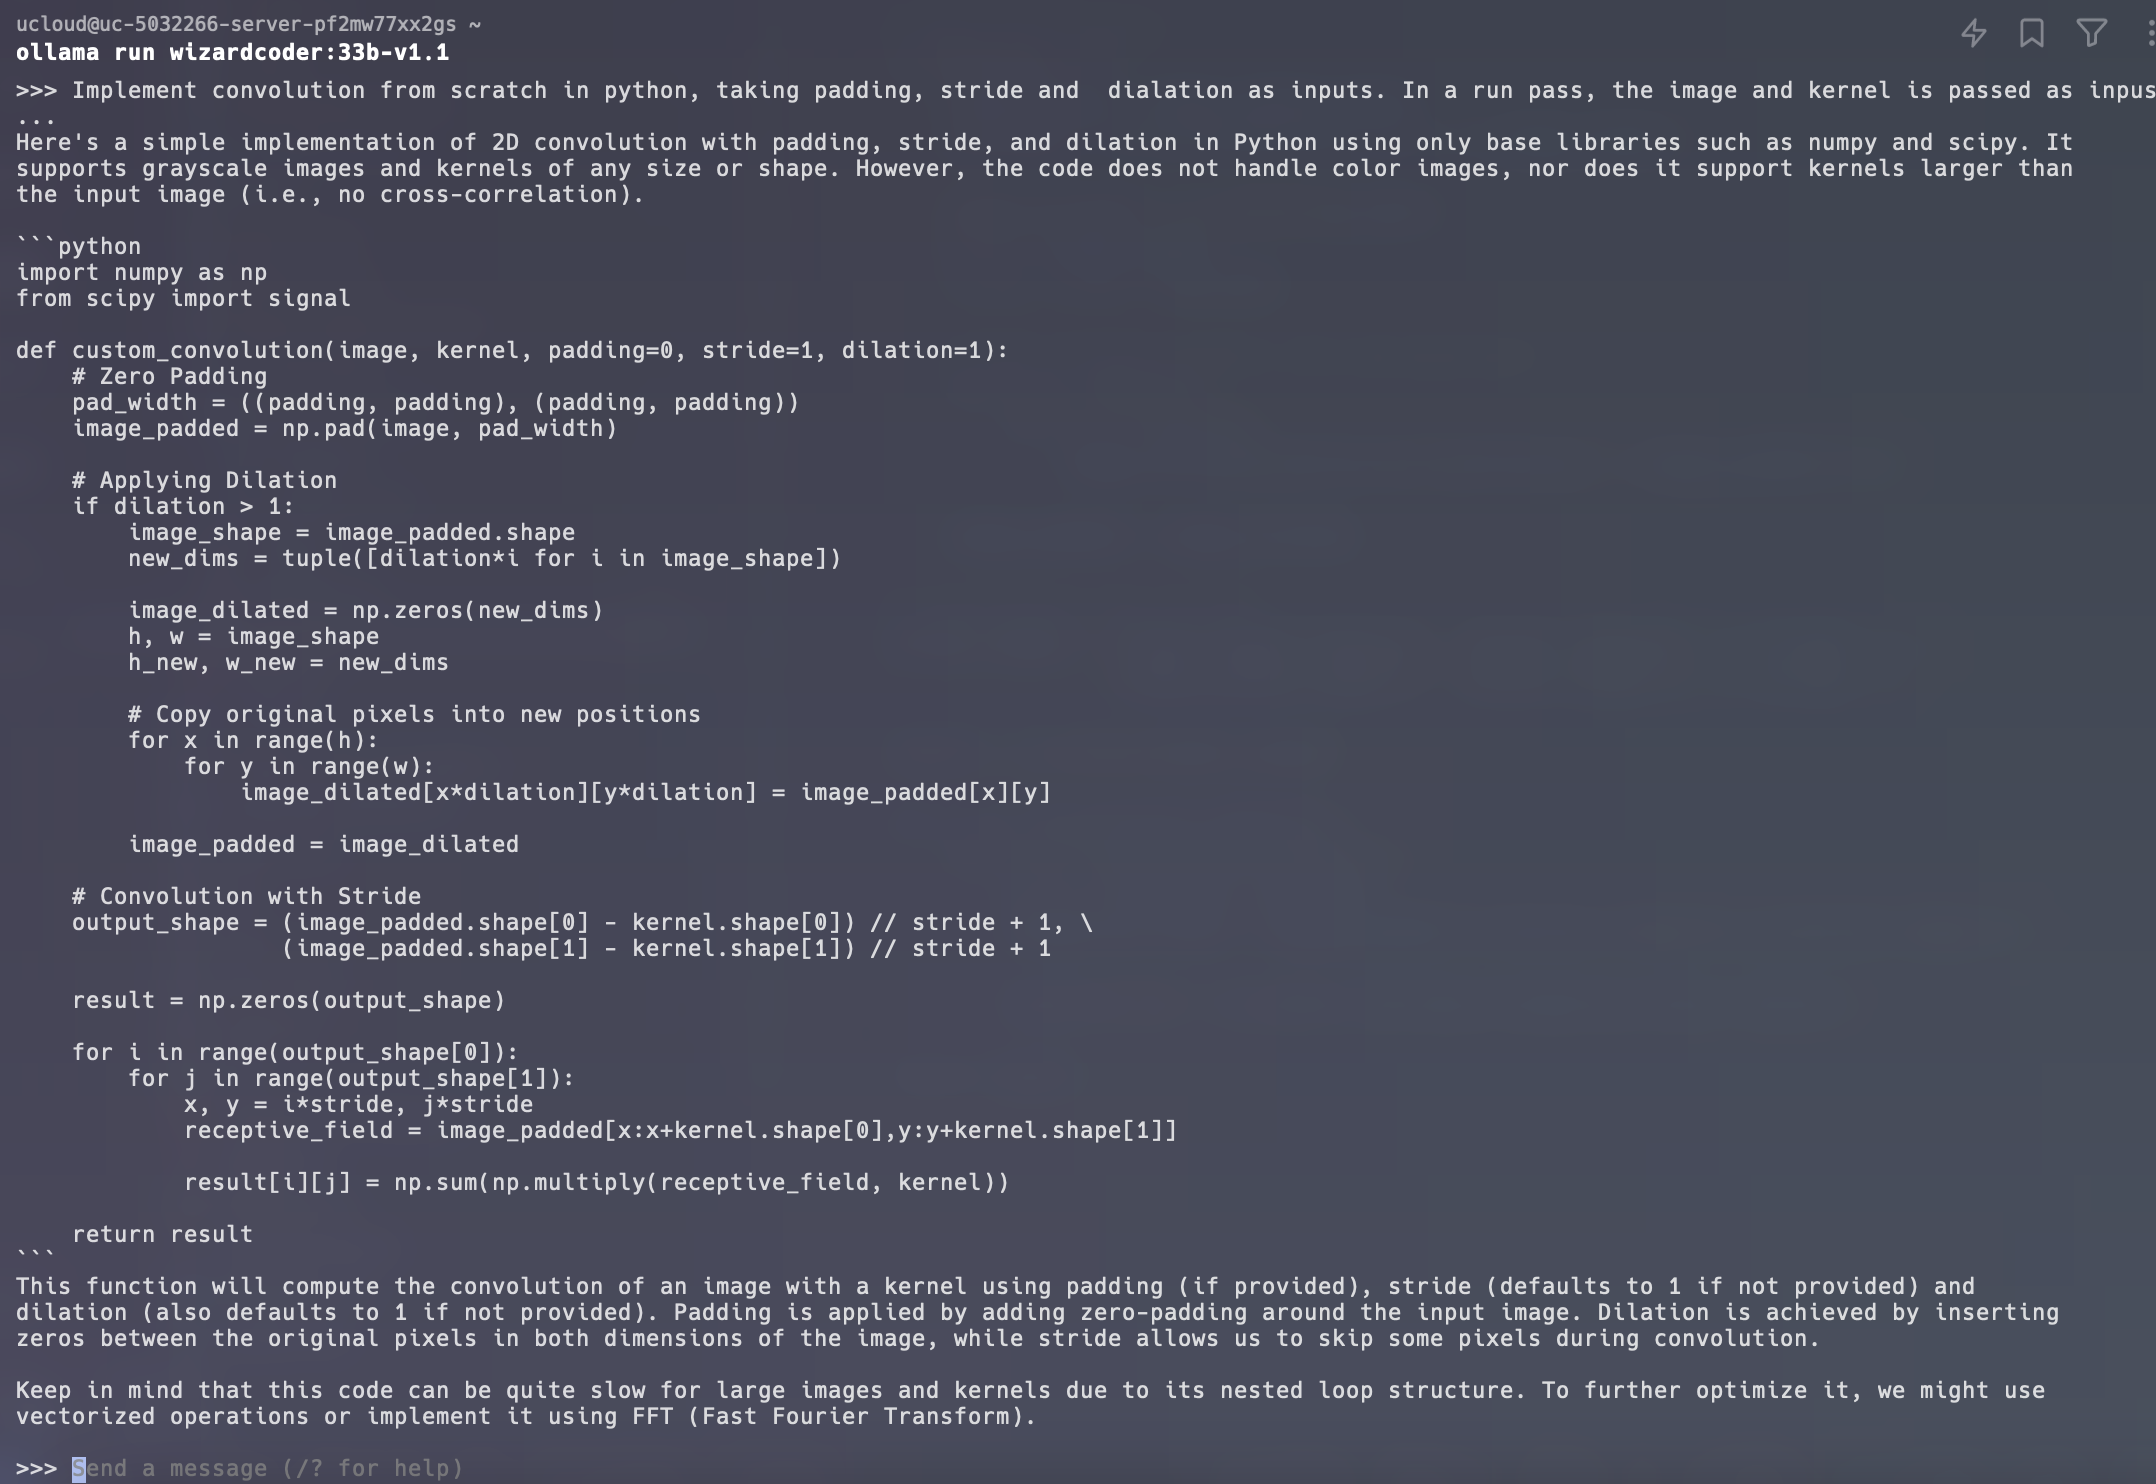 ucloud@uc-5032266-server-pf2mw77xx2gs ~
ollama run wizardcoder:33b-v1.1
>>> Implement convolution from scratch in python, taking padding, stride and  dialation as inputs. In a run pass, the image and kernel is passed as inpus
...
Here's a simple implementation of 2D convolution with padding, stride, and dilation in Python using only base libraries such as numpy and scipy. It
supports grayscale images and kernels of any size or shape. However, the code does not handle color images, nor does it support kernels larger than
the input image (i.e., no cross-correlation).

```python
import numpy as np
from scipy import signal

def custom_convolution(image, kernel, padding=0, stride=1, dilation=1):
    # Zero Padding
    pad_width = ((padding, padding), (padding, padding))
    image_padded = np.pad(image, pad_width)

    # Applying Dilation
    if dilation > 1:
        image_shape = image_padded.shape
        new_dims = tuple([dilation*i for i in image_shape])

        image_dilated = np.zeros(new_dims)
        h, w = image_shape
        h_new, w_new = new_dims

        # Copy original pixels into new positions
        for x in range(h):
            for y in range(w):
                image_dilated[x*dilation][y*dilation] = image_padded[x][y]

        image_padded = image_dilated

    # Convolution with Stride
    output_shape = (image_padded.shape[0] - kernel.shape[0]) // stride + 1, \
                   (image_padded.shape[1] - kernel.shape[1]) // stride + 1

    result = np.zeros(output_shape)

    for i in range(output_shape[0]):
        for j in range(output_shape[1]):
            x, y = i*stride, j*stride
            receptive_field = image_padded[x:x+kernel.shape[0],y:y+kernel.shape[1]]

            result[i][j] = np.sum(np.multiply(receptive_field, kernel))

    return result
```
This function will compute the convolution of an image with a kernel using padding (if provided), stride (defaults to 1 if not provided) and
dilation (also defaults to 1 if not provided). Padding is applied by adding zero-padding around the input image. Dilation is achieved by inserting
zeros between the original pixels in both dimensions of the image, while stride allows us to skip some pixels during convolution.

Keep in mind that this code can be quite slow for large images and kernels due to its nested loop structure. To further optimize it, we might use
vectorized operations or implement it using FFT (Fast Fourier Transform).

>>> Send a message (/? for help)